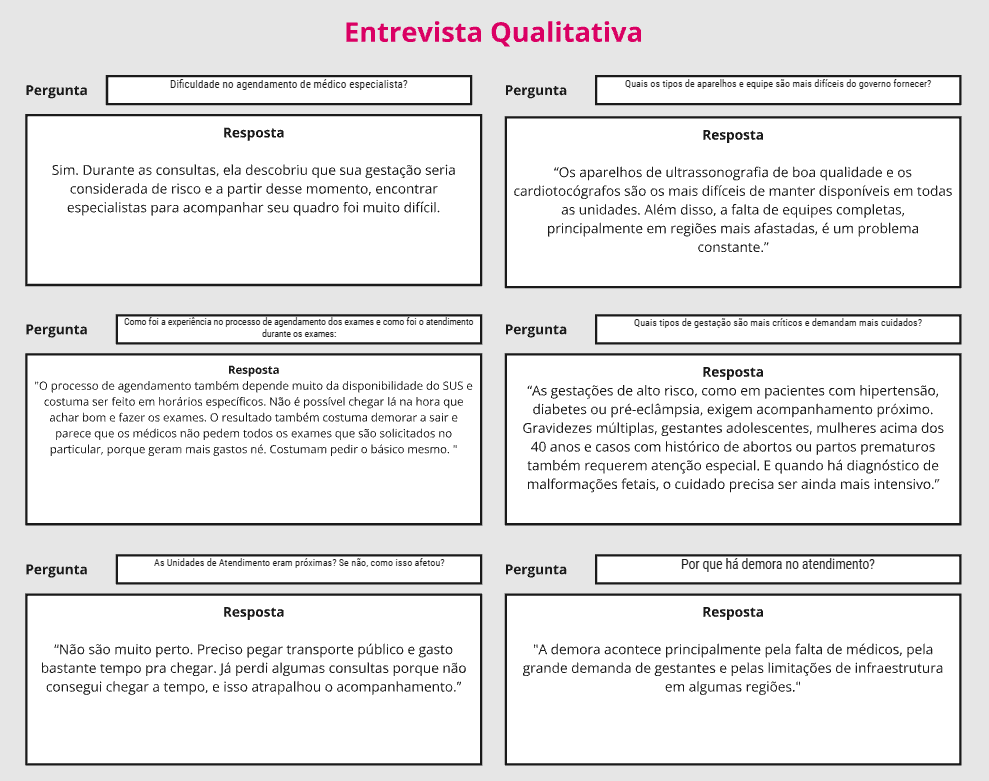 Entrevista Qualitativa
Pergunta
Dificuldade no agendamento de médico especialista?
Resposta
Sim. Durante as consultas, ela descobriu que sua gestação seria
considerada de risco e a partir desse momento, encontrar
especialistas para acompanhar seu quadro foi muito difícil.
Pergunta
Quais os tipos de aparelhos e equipe são mais difíceis do governo fornecer?
Resposta
“Os aparelhos de ultrassonografia de boa qualidade e os
cardiotocógrafos são os mais difíceis de manter disponíveis em todas
as unidades. Além disso, a falta de equipes completas,
principalmente em regiões mais afastadas, é um problema
constante.”
Pergunta
Como foi a experiência no processo de agendamento dos exames e como foi o atendimento
durante os exames:
Resposta
"O processo de agendamento também depende muito da disponibilidade do SUS e
costuma ser feito em horários específicos. Não é possível chegar lá na hora que
achar bom e fazer os exames. O resultado também costuma demorar a sair e
parece que os médicos não pedem todos os exames que são solicitados no
particular, porque geram mais gastos né. Costumam pedir o básico mesmo. "
Pergunta
Quais tipos de gestação são mais críticos e demandam mais cuidados?
Resposta
“As gestações de alto risco, como em pacientes com hipertensão,
diabetes ou pré-eclâmpsia, exigem acompanhamento próximo.
Gravidezes múltiplas, gestantes adolescentes, mulheres acima dos
40 anos e casos com histórico de abortos ou partos prematuros
também requerem atenção especial. E quando há diagnóstico de
malformações fetais, o cuidado precisa ser ainda mais intensivo.”
Pergunta
As Unidades de Atendimento eram próximas? Se não, como isso afetou?
Resposta
“Não são muito perto. Preciso pegar transporte público e gasto
bastante tempo pra chegar. Já perdi algumas consultas porque não
consegui chegar a tempo, e isso atrapalhou o acompanhamento.”
Pergunta
Por que há demora no atendimento?
Resposta
"A demora acontece principalmente pela falta de médicos, pela
grande demanda de gestantes e pelas limitações de infraestrutura
em algumas regiões."